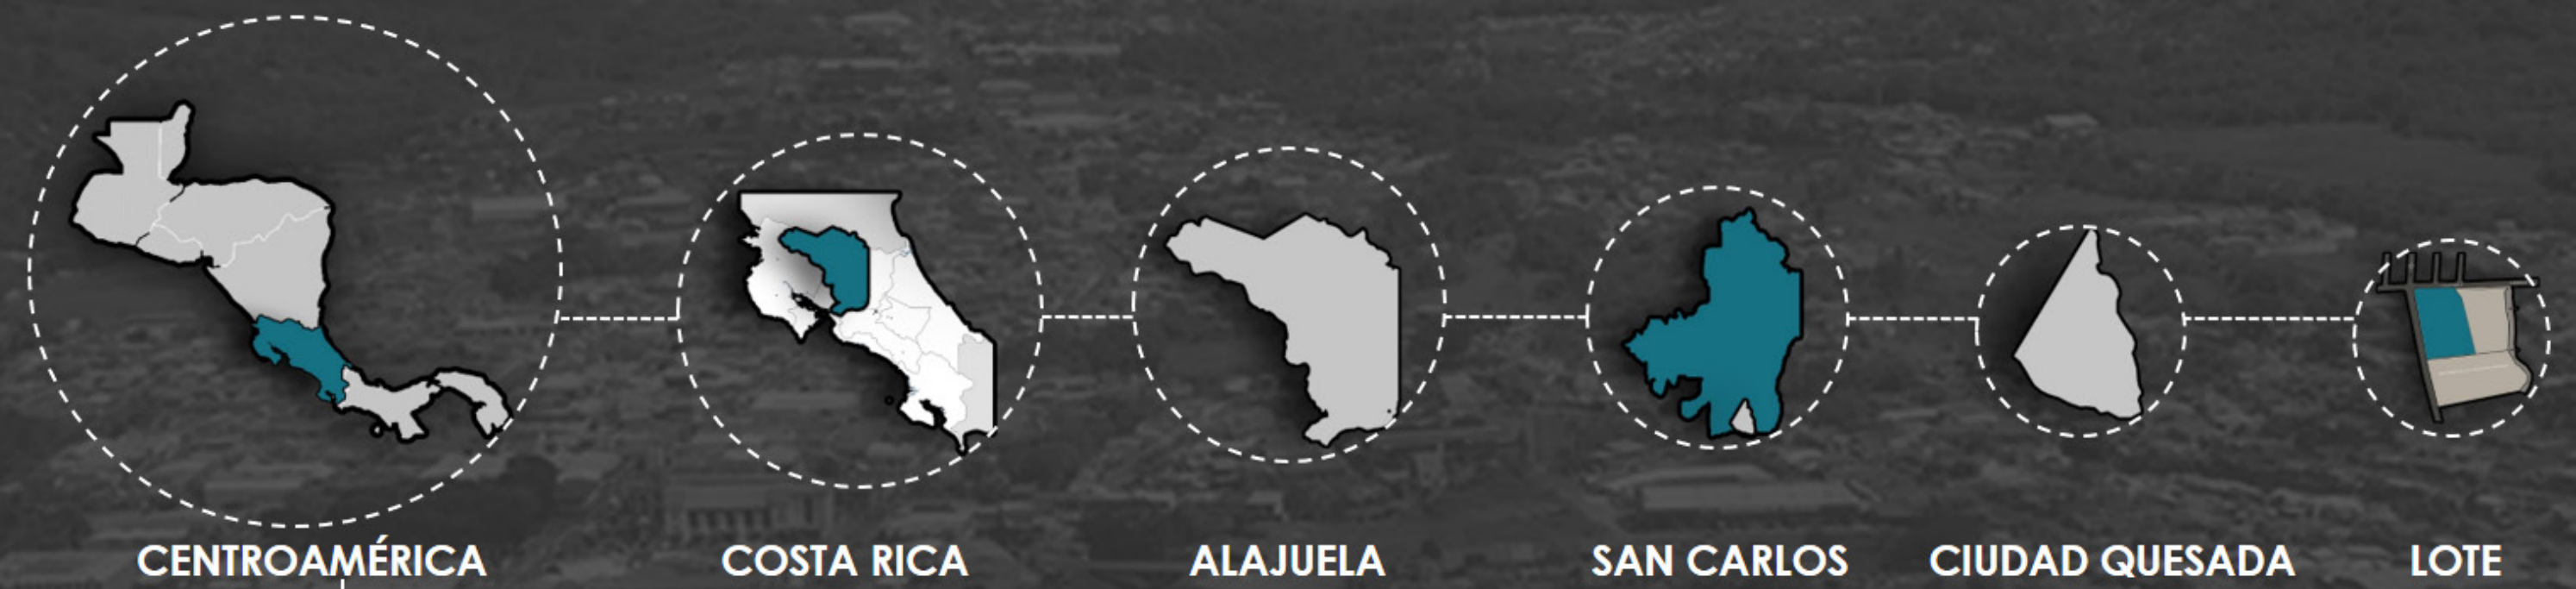 CENTROAMÉRICA
COSTA RICA
ALAJUELA
SAN CARLOS
CIUDAD QUESADA
LOTE